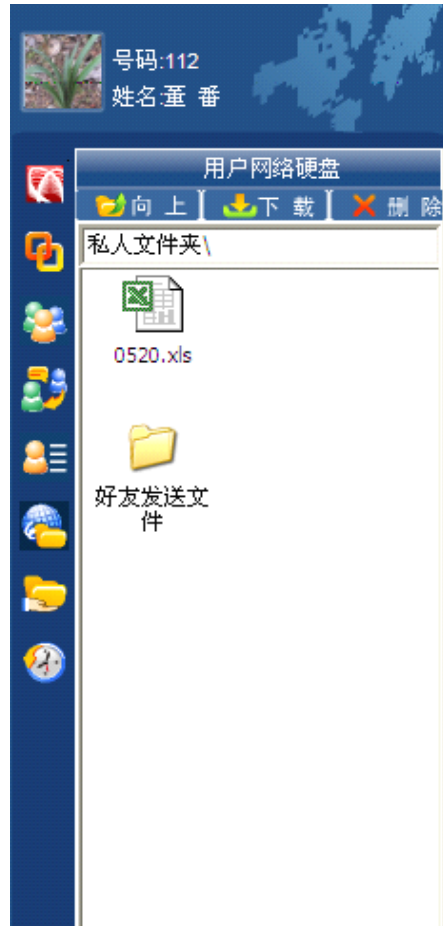 号码:112
姓名:董 番
用户网络硬盘
向 上 下 载 删 除
私人文件夹\
0520.xls
好友发送文
件